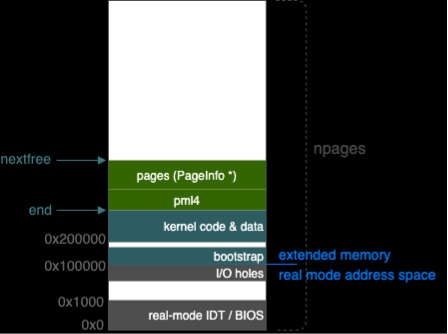 npages
nextfree
pages (PageInfo *)
pml4
end
kernel code & data
0x200000
bootstrap
extended memory
0x100000
I/O holes
real mode address space
0x1000
real-mode IDT / BIOS
0x0